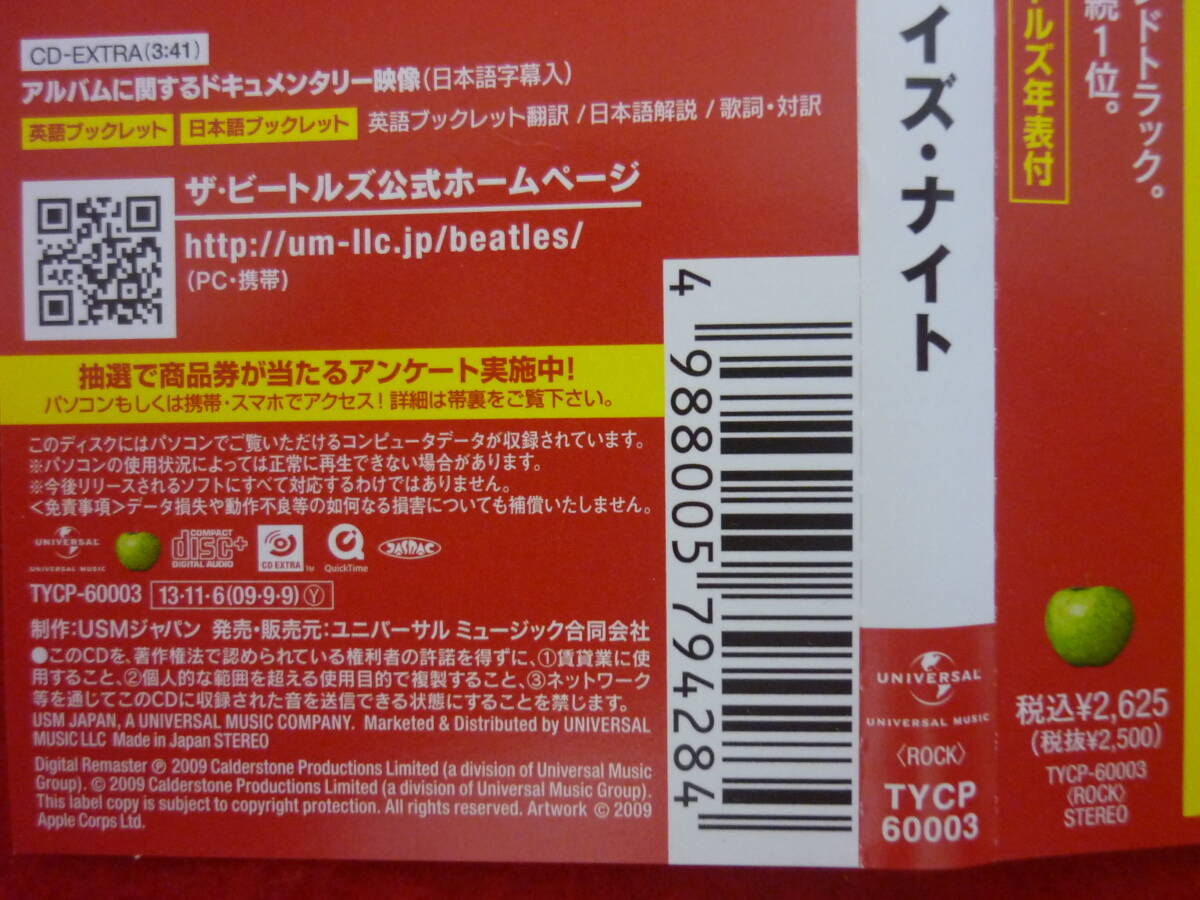 CD-EXTRA(3:41)
アルバムに関するドキュメンタリー映像(日本語字幕入)
英語ブックレット 日本語ブックレット 英語ブックレット翻訳 / 日本語解説 / 歌詞・対訳
ザ・ビートルズ公式ホームページ
http://um-llc.jp/beatles/
(PC・携帯)
抽選で商品券が当たるアンケート実施中!
パソコンもしくは携帯・スマホでアクセス! 詳細は帯裏をご覧下さい。
このディスクにはパソコンでご覧いただけるコンピュータデータが収録されています。
※パソコンの使用状況によっては正常に再生できない場合があります。
※今後リリースされるソフトにすべて対応するわけではありません。
<免責事項>データ損失や動作不良等の如何なる損害についても補償いたしません。
UNIVERSAL
UNIVERSAL MUSIC
COMPACT
disc+
DIGITAL AUDIO
CD EXTRA
TM
QuickTime
JASRAC
TYCP-60003 13・11・6(09・9・9) Ⓨ
制作:USMジャパン 発売・販売元:ユニバーサル ミュージック合同会社
●このCDを、著作権法で認められている権利者の許諾を得ずに、①賃貸業に使
用すること、②個人的な範囲を超える使用目的で複製すること、③ネットワーク
等を通じてこのCDに収録された音を送信できる状態にすることを禁じます。
USM JAPAN, A UNIVERSAL MUSIC COMPANY. Marketed & Distributed by UNIVERSAL
MUSIC LLC Made in Japan STEREO
Digital Remaster ℗ 2009 Calderstone Productions Limited (a division of Universal Music
Group). © 2009 Calderstone Productions Limited (a division of Universal Music Group).
This label copy is subject to copyright protection. All rights reserved. Artwork © 2009
Apple Corps Ltd.
4 988005 794284
イズ・ナイト
UNIVERSAL
UNIVERSAL MUSIC
〈ROCK〉
TYCP
60003
ンドトラック。
続1位。
ルズ年表付
税込¥2,625
(税抜¥2,500)
TYCP-60003
〈ROCK〉
STEREO